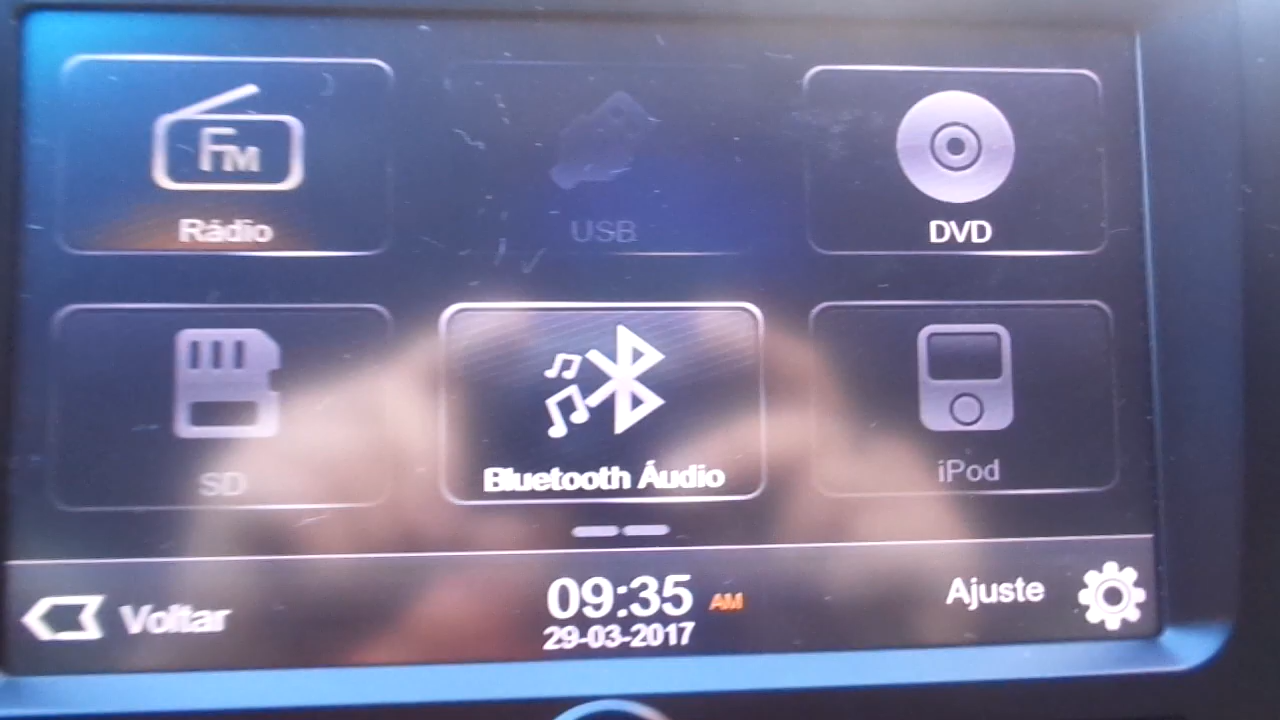 FM
Rádio
USB
DVD
SD
Bluetooth Áudio
iPod
Voltar
09:35 AM
29-03-2017
Ajuste